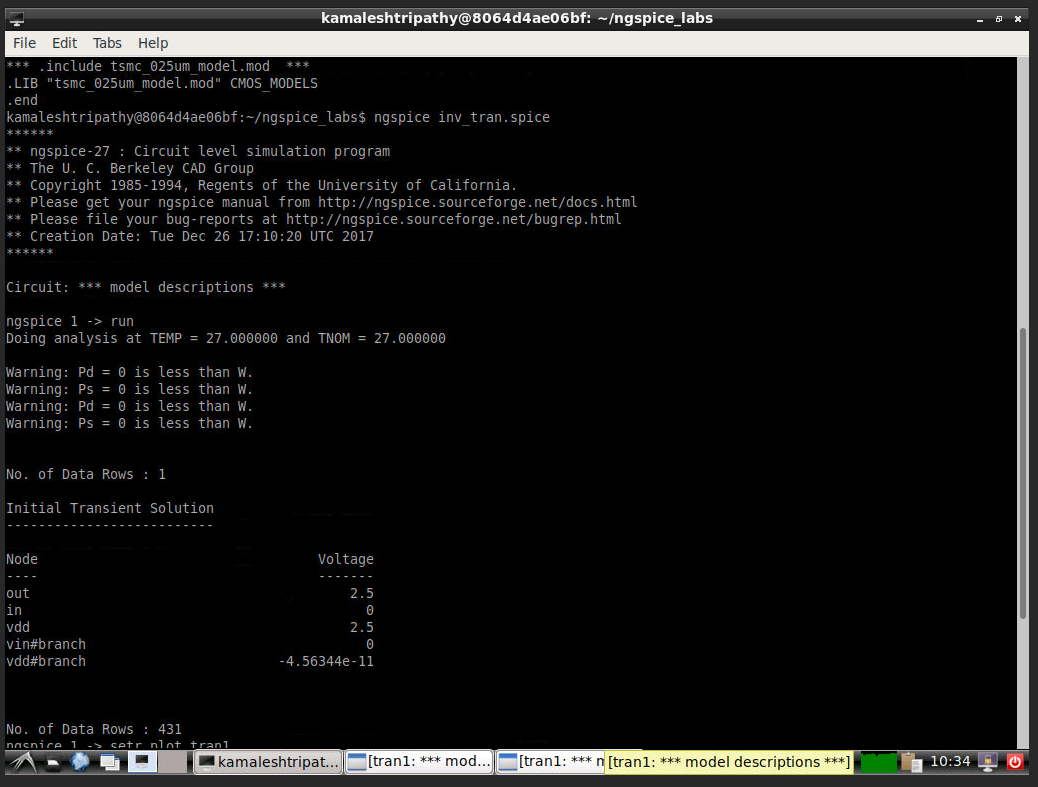 kamaleshtripathy@8064d4ae06bf: ~/ngspice_labs
File Edit Tabs Help
*** .include tsmc_025um_model.mod ***
.LIB "tsmc_025um_model.mod" CMOS_MODELS
.end
kamaleshtripathy@8064d4ae06bf:~/ngspice_labs$ ngspice inv_tran.spice
******
** ngspice-27 : Circuit level simulation program
** The U. C. Berkeley CAD Group
** Copyright 1985-1994, Regents of the University of California.
** Please get your ngspice manual from http://ngspice.sourceforge.net/docs.html
** Please file your bug-reports at http://ngspice.sourceforge.net/bugrep.html
** Creation Date: Tue Dec 26 17:10:20 UTC 2017
******
Circuit: *** model descriptions ***
ngspice 1 -> run
Doing analysis at TEMP = 27.000000 and TNOM = 27.000000
Warning: Pd = 0 is less than W.
Warning: Ps = 0 is less than W.
Warning: Pd = 0 is less than W.
Warning: Ps = 0 is less than W.
No. of Data Rows : 1
Initial Transient Solution
--------------------------
Node Voltage
---- -------
out 2.5
in 0
vdd 2.5
vin#branch 0
vdd#branch -4.56344e-11
No. of Data Rows : 431
ngspice 1 -> setr plot tran1
kamaleshtripat... [tran1: *** mod... [tran1: *** m [tran1: *** model descriptions ***] 10:34